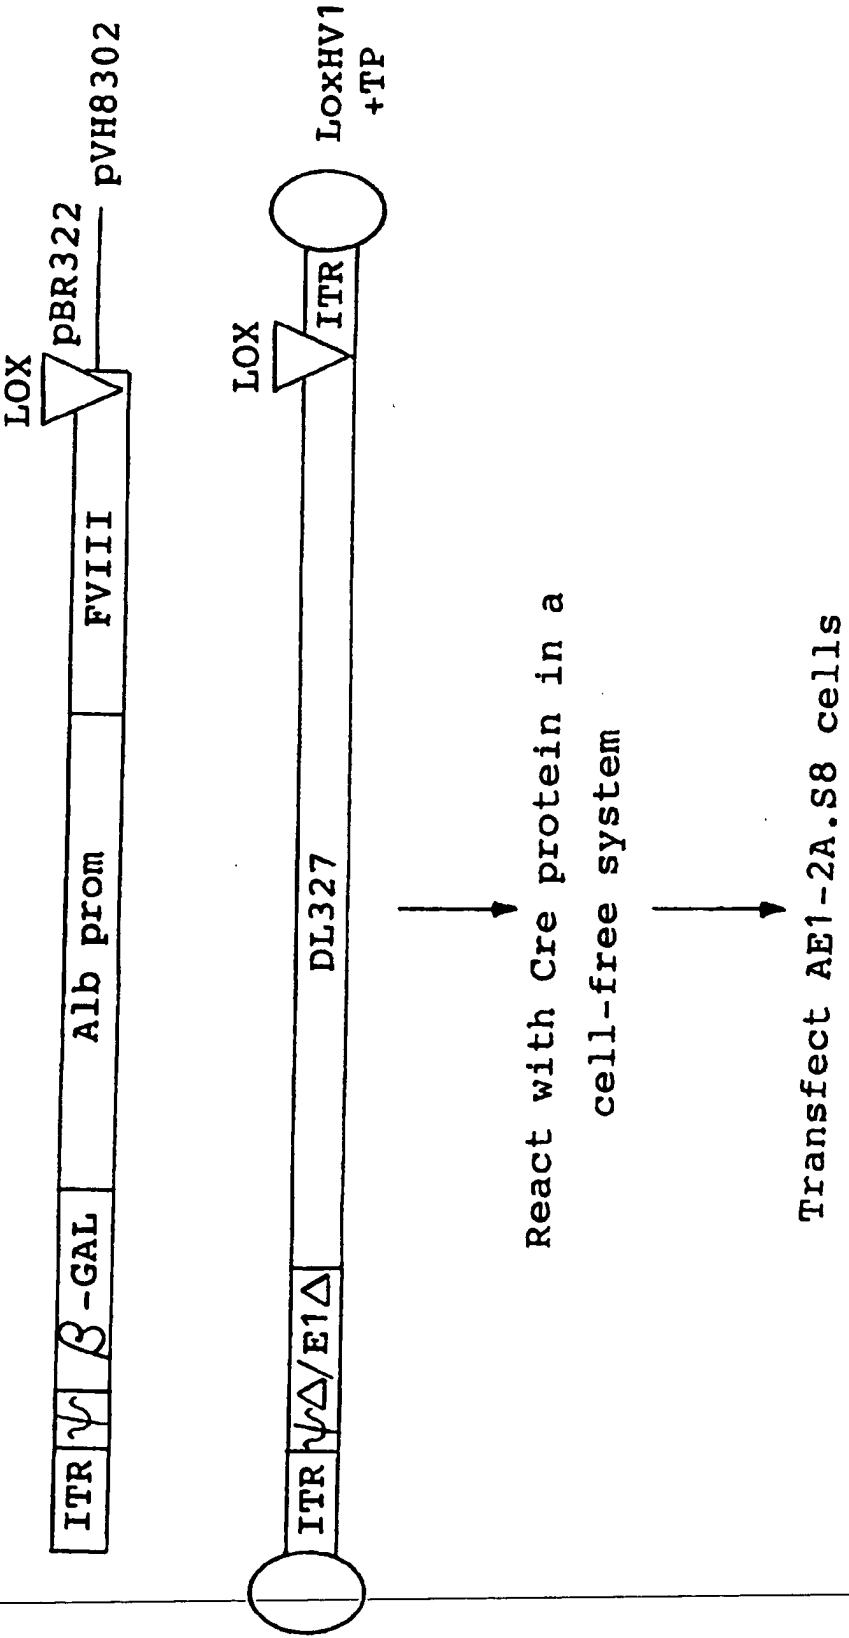 LOX
pBR322
ITR ψ β-GAL Alb prom FVIII
pVH8302
LOX
ITR ψΔ/E1Δ DL327 ITR
LoxHV1
+TP
React with Cre protein in a
cell-free system
Transfect AE1-2A.S8 cells